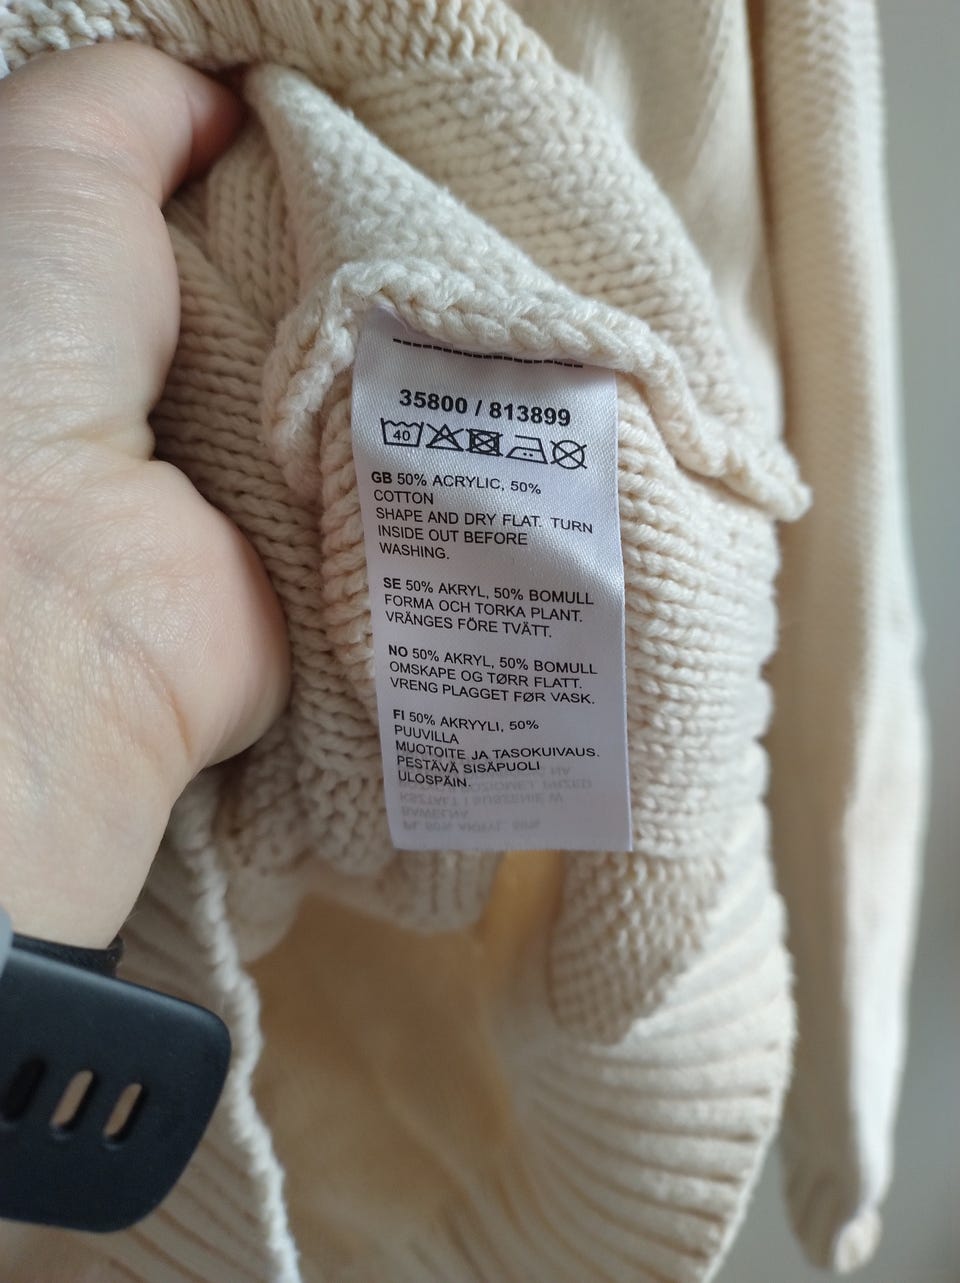 35800 / 813899
40
GB 50% ACRYLIC, 50%
COTTON
SHAPE AND DRY FLAT. TURN
INSIDE OUT BEFORE
WASHING.
SE 50% AKRYL, 50% BOMULL
FORMA OCH TORKA PLANT.
VRÄNGES FÖRE TVÄTT.
NO 50% AKRYL, 50% BOMULL
OMSKAPE OG TØRR FLATT.
VRENG PLAGGET FØR VASK.
FI 50% AKRYYLI, 50%
PUUVILLA
MUOTOITE JA TASOKUIVAUS.
PESTÄVÄ SISÄPUOLI
ULOSPÄIN.